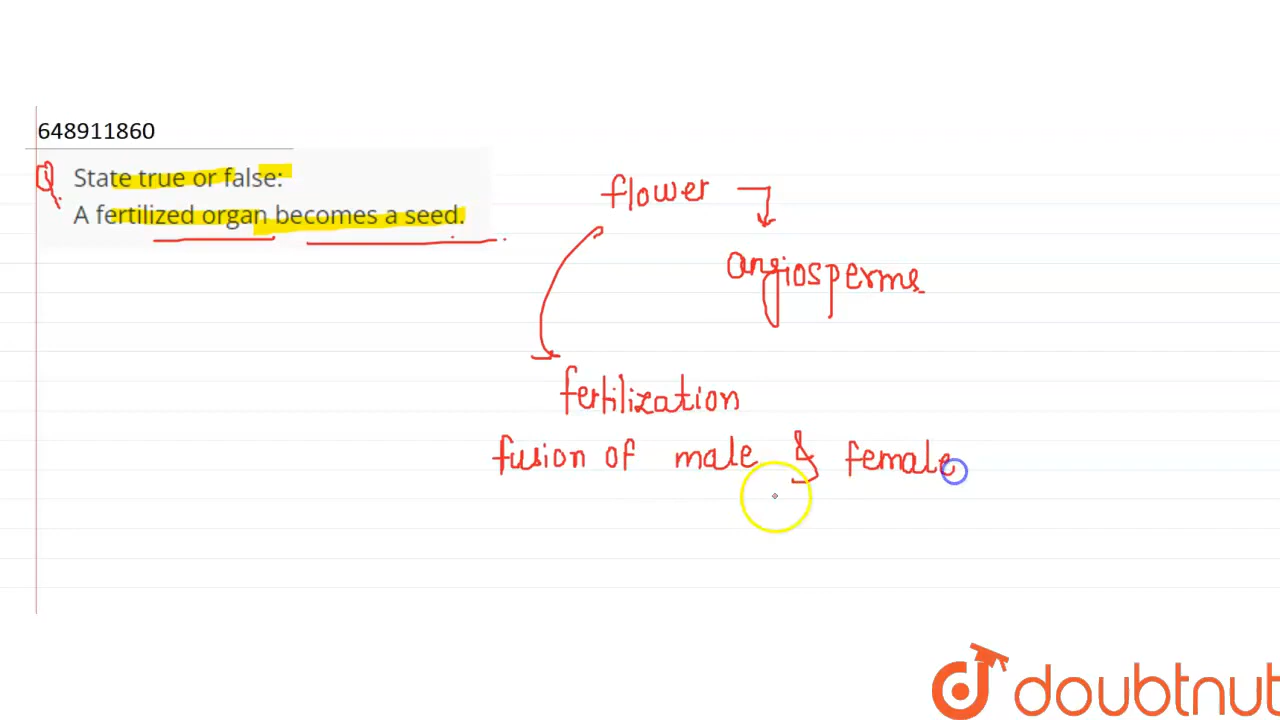 648911860
Q. State true or false:
A fertilized organ becomes a seed.
flower
angiosperms
fertilization
fusion of male & female
doubtnut